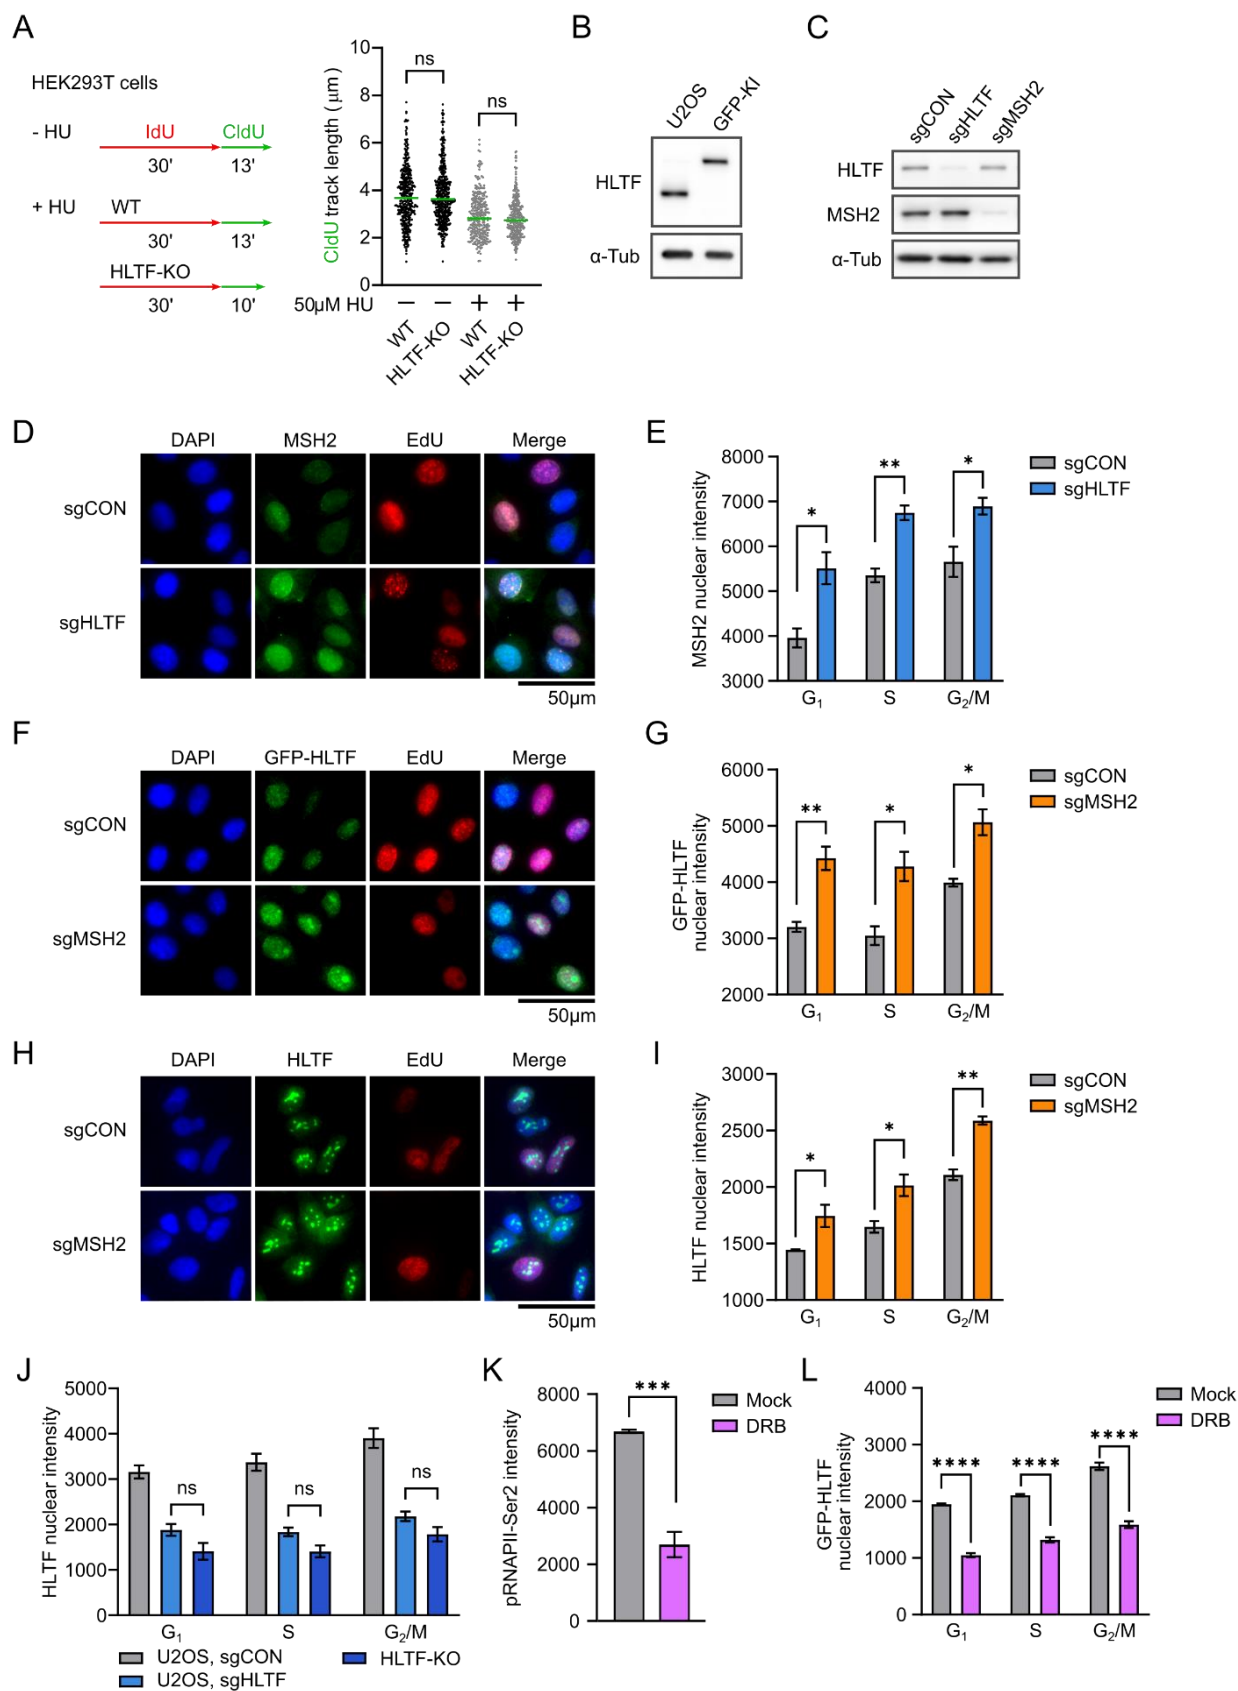 A
HEK293T cells
- HU
IdU
CldU
30'
13'
+ HU
WT
30'
13'
HLTF-KO
30'
10'
CldU track length ( μm )
10
8
6
4
2
0
ns
ns
50μM HU
− − + +
WT
HLTF-KO
WT
HLTF-KO
B
U2OS
GFP-KI
HLTF
α-Tub
C
sgCON
sgHLTF
sgMSH2
HLTF
MSH2
α-Tub
D
DAPI MSH2 EdU Merge
sgCON
sgHLTF
50μm
E
MSH2 nuclear intensity
8000
7000
6000
5000
4000
3000
* ** *
G1 S G2/M
sgCON
sgHLTF
F
DAPI GFP-HLTF EdU Merge
sgCON
sgMSH2
50μm
G
GFP-HLTF
nuclear intensity
6000
5000
4000
3000
2000
** * *
G1 S G2/M
sgCON
sgMSH2
H
DAPI HLTF EdU Merge
sgCON
sgMSH2
50μm
I
HLTF nuclear intensity
3000
2500
2000
1500
1000
* * **
G1 S G2/M
sgCON
sgMSH2
J
HLTF nuclear intensity
5000
4000
3000
2000
1000
0
ns ns ns
G1 S G2/M
U2OS, sgCON
U2OS, sgHLTF
HLTF-KO
K
pRNAPII-Ser2 intensity
8000
6000
4000
2000
0
***
Mock
DRB
L
GFP-HLTF
nuclear intensity
4000
3000
2000
1000
0
**** **** ****
G1 S G2/M
Mock
DRB